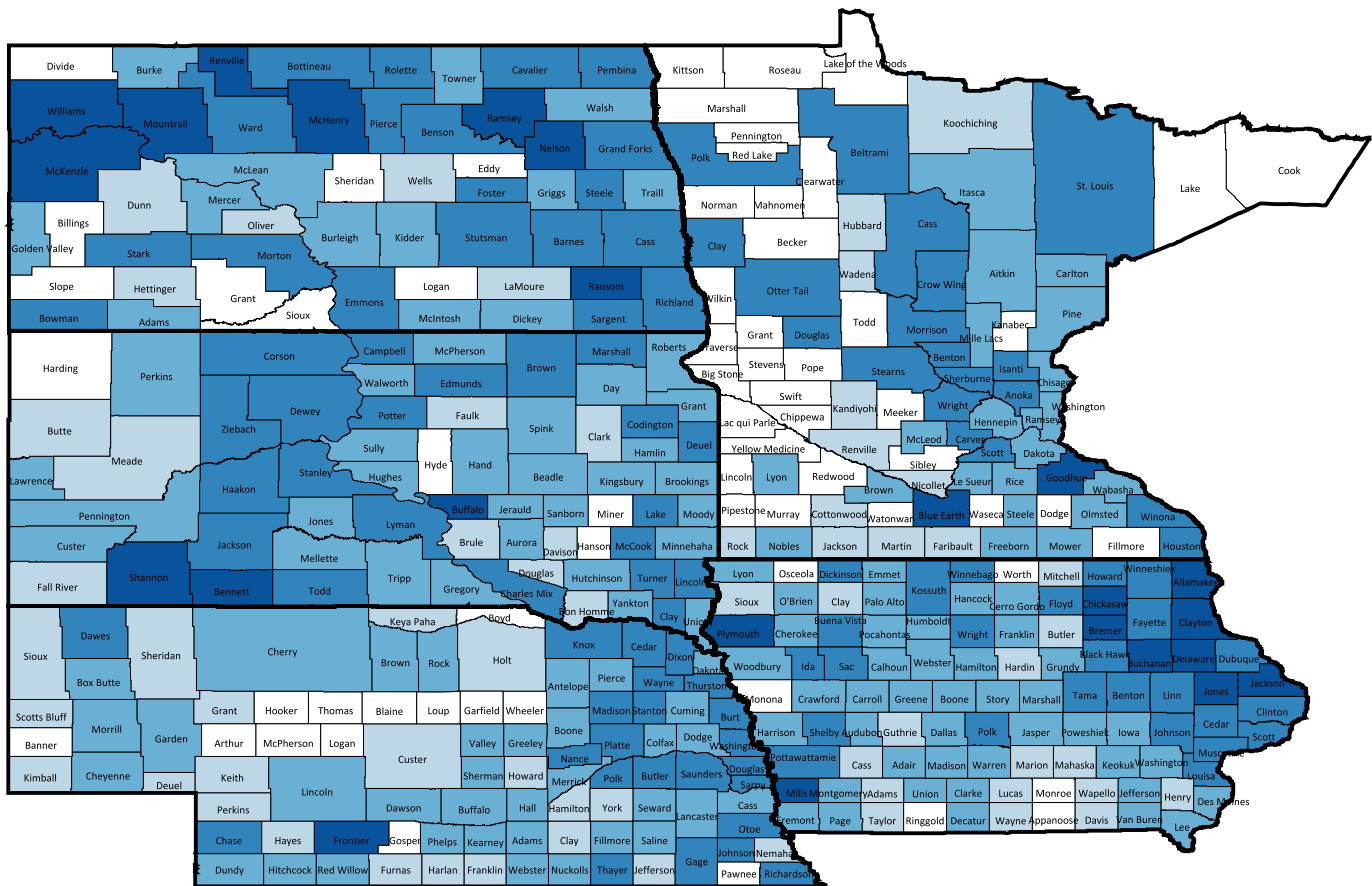 Divide
Burke
Renville
Bottineau
Rolette
Towner
Cavalier
Pembina
Williams
Mountrail
Ward
McHenry
Pierce
Benson
Ramsey
Walsh
McKenzie
Nelson
Grand Forks
McLean
Sheridan
Wells
Eddy
Foster
Griggs
Steele
Traill
Dunn
Mercer
Oliver
Billings
Golden Valley
Stark
Morton
Burleigh
Kidder
Stutsman
Barnes
Cass
Slope
Hettinger
Grant
Sioux
Emmons
Logan
LaMoure
Ransom
Richland
Bowman
Adams
McIntosh
Dickey
Sargent
Kittson
Roseau
Lake of the Woods
Marshall
Koochiching
Pennington
Red Lake
Polk
Beltrami
Clearwater
St. Louis
Lake
Cook
Itasca
Norman
Mahnomen
Hubbard
Cass
Clay
Becker
Wadena
Aitkin
Carlton
Crow Wing
Otter Tail
Wilkin
Todd
Pine
Grant
Douglas
Morrison
Mille Lacs
Kanabec
Traverse
Stevens
Pope
Stearns
Benton
Isanti
Big Stone
Sherburne
Chisago
Swift
Anoka
Kandiyohi
Meeker
Wright
Washington
Chippewa
Hennepin
Ramsey
Lac qui Parle
McLeod
Carver
Yellow Medicine
Renville
Scott
Dakota
Sibley
Lincoln
Lyon
Redwood
Nicollet
Le Sueur
Rice
Goodhue
Brown
Wabasha
Pipestone
Murray
Cottonwood
Watonwan
Blue Earth
Waseca
Steele
Dodge
Olmsted
Winona
Rock
Nobles
Jackson
Martin
Faribault
Freeborn
Mower
Fillmore
Houston
Harding
Perkins
Corson
Campbell
McPherson
Brown
Marshall
Roberts
Walworth
Edmunds
Day
Dewey
Potter
Faulk
Grant
Butte
Ziebach
Spink
Clark
Codington
Meade
Sully
Hyde
Hand
Deuel
Hamlin
Lawrence
Haakon
Stanley
Hughes
Beadle
Kingsbury
Brookings
Pennington
Jones
Lyman
Buffalo
Jerauld
Sanborn
Miner
Lake
Moody
Custer
Jackson
Mellette
Brule
Aurora
Davison
Hanson
McCook
Minnehaha
Fall River
Shannon
Bennett
Todd
Tripp
Gregory
Douglas
Charles Mix
Hutchinson
Turner
Lincoln
Bon Homme
Yankton
Clay
Union
Sioux
Dawes
Sheridan
Cherry
Keya Paha
Boyd
Brown
Rock
Holt
Knox
Cedar
Dixon
Dakota
Box Butte
Antelope
Pierce
Wayne
Thurston
Scotts Bluff
Morrill
Garden
Grant
Hooker
Thomas
Blaine
Loup
Garfield
Wheeler
Madison
Stanton
Cuming
Burt
Banner
Arthur
McPherson
Logan
Custer
Valley
Greeley
Boone
Platte
Colfax
Dodge
Washington
Kimball
Cheyenne
Deuel
Keith
Lincoln
Sherman
Howard
Nance
Merrick
Polk
Butler
Saunders
Douglas
Sarpy
Perkins
Dawson
Buffalo
Hall
Hamilton
York
Seward
Lancaster
Cass
Otoe
Chase
Hayes
Frontier
Gosper
Phelps
Kearney
Adams
Clay
Fillmore
Saline
Gage
Johnson
Nemaha
Dundy
Hitchcock
Red Willow
Furnas
Harlan
Franklin
Webster
Nuckolls
Thayer
Jefferson
Pawnee
Richardson
Lyon
Osceola
Dickinson
Emmet
Kossuth
Winnebago
Worth
Mitchell
Howard
Winneshiek
Allamakee
Sioux
O'Brien
Clay
Palo Alto
Hancock
Cerro Gordo
Floyd
Chickasaw
Plymouth
Cherokee
Buena Vista
Pocahontas
Humboldt
Wright
Franklin
Butler
Bremer
Fayette
Clayton
Woodbury
Ida
Sac
Calhoun
Webster
Hamilton
Hardin
Grundy
Black Hawk
Buchanan
Delaware
Dubuque
Monona
Crawford
Carroll
Greene
Boone
Story
Marshall
Tama
Benton
Linn
Jones
Jackson
Clinton
Harrison
Shelby
Audubon
Guthrie
Dallas
Polk
Jasper
Poweshiek
Iowa
Johnson
Cedar
Scott
Muscatine
Pottawattamie
Cass
Adair
Madison
Warren
Marion
Mahaska
Keokuk
Washington
Louisa
Mills
Montgomery
Adams
Union
Clarke
Lucas
Monroe
Wapello
Jefferson
Henry
Des Moines
Fremont
Page
Taylor
Ringgold
Decatur
Wayne
Appanoose
Davis
Van Buren
Lee